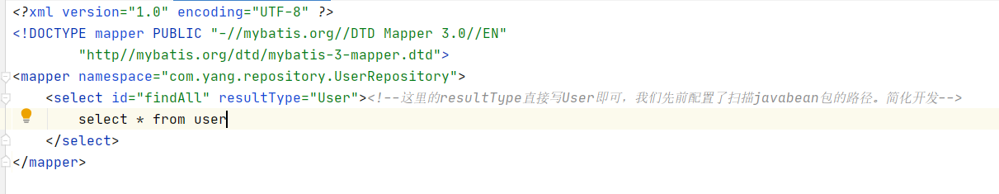 <?xml version="1.0" encoding="UTF-8" ?>
<!DOCTYPE mapper PUBLIC "-//mybatis.org//DTD Mapper 3.0//EN"
        "http//mybatis.org/dtd/mybatis-3-mapper.dtd">
<mapper namespace="com.yang.repository.UserRepository">
    <select id="findAll" resultType="User"><!--这里的resultType直接写User即可，我们先前配置了扫描javabean包的路径。简化开发-->
        select * from user
    </select>
</mapper>